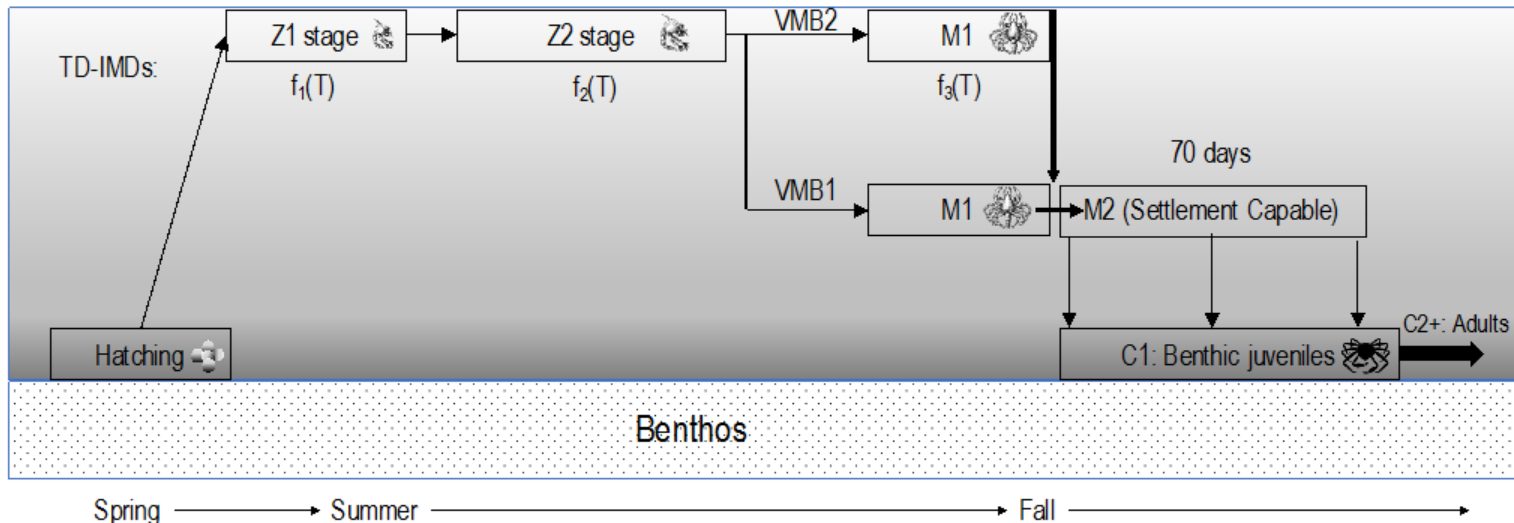 Z1 stage
Z2 stage
VMB2
M1
TD-IMDs:
f₁(T)
f₂(T)
f₃(T)
70 days
VMB1
M1
M2 (Settlement Capable)
C2+: Adults
Hatching
C1: Benthic juveniles
Benthos
Spring
Summer
Fall